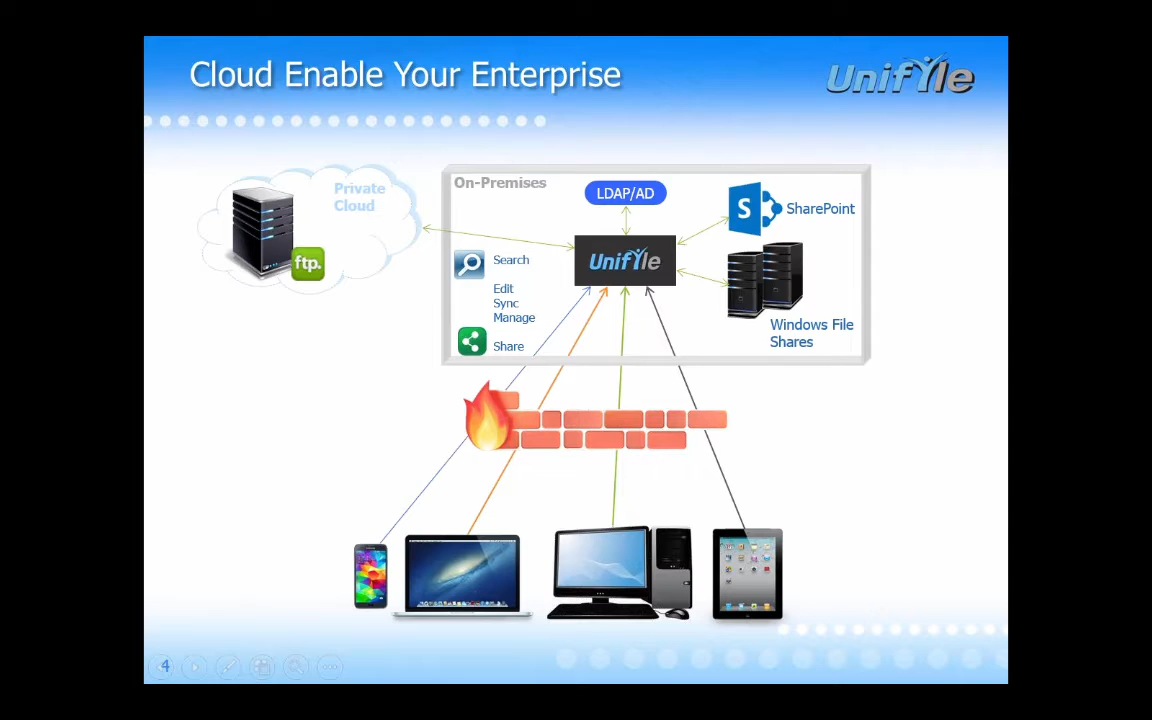 Cloud Enable Your Enterprise
Unifyle
Private
Cloud
ftp.
On-Premises
LDAP/AD
S
SharePoint
Unifyle
Search
Edit
Sync
Manage
Share
Windows File
Shares
4